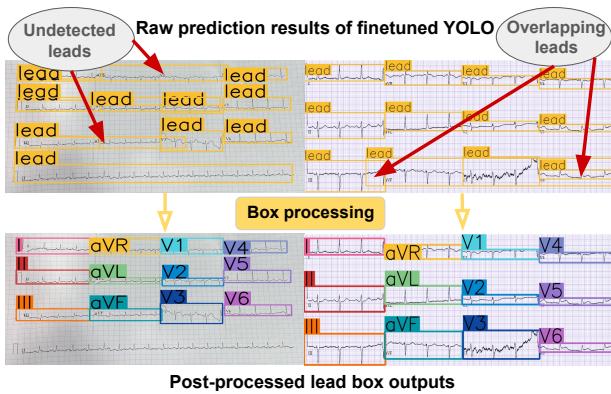 Raw prediction results of finetuned YOLO
Undetected
leads
Overlapping
leads
lead lead
lead lead lead lead
lead lead lead
lead
lead lead lead lead
lead lead lead lead
lead lead lead lead
Box processing
I aVR V1 V4
II aVL V2 V5
III aVF V3 V6
I aVR V1 V4
II aVL V2 V5
III aVF V3 V6
Post-processed lead box outputs